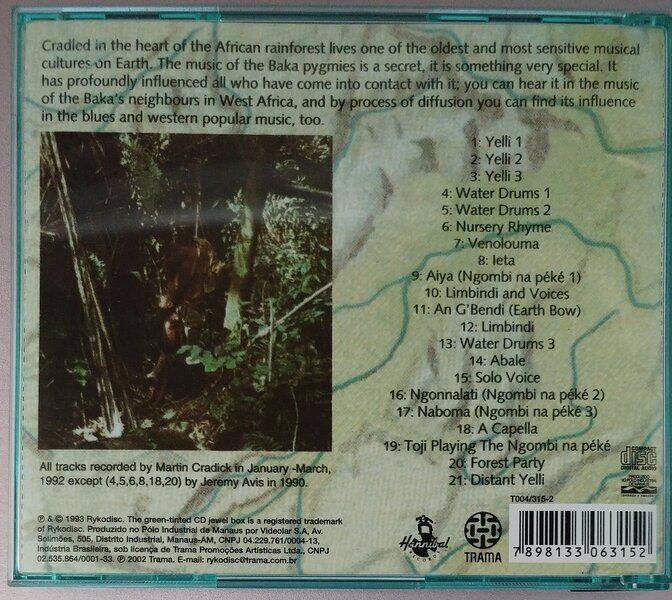 Cradled in the heart of the African rainforest lives one of the oldest and most sensitive musical
cultures on Earth. The music of the Baka pygmies is a secret, it is something very special. It
has profoundly influenced all who have come into contact with it; you can hear it in the music
of the Baka's neighbours in West Africa, and by process of diffusion you can find its influence
in the blues and western popular music, too.
1: Yelli 1
2: Yelli 2
3: Yelli 3
4: Water Drums 1
5: Water Drums 2
6: Nursery Rhyme
7: Venolouma
8: Ieta
9: Aiya (Ngombi na péké 1)
10: Limbindi and Voices
11: An G'Bendi (Earth Bow)
12: Limbindi
13: Water Drums 3
14: Abale
15: Solo Voice
16: Ngonnalati (Ngombi na péké 2)
17: Naboma (Ngombi na péké 3)
18: A Capella
19: Toji Playing The Ngombi na péké
20: Forest Party
21: Distant Yelli
All tracks recorded by Martin Cradick in January -March,
1992 except (4,5,6,8,18,20) by Jeremy Avis in 1990.
COMPACT
disc
DIGITAL AUDIO
PRODUZIDO
NO PÓLO INDUSTRIAL
DE MANAUS
T004/315-2
℗ & © 1993 Rykodisc. The green-tinted CD jewel box is a registered trademark
of Rykodisc. Produzido no Pólo Industrial de Manaus por Videolar S.A, Av.
Solimões, 505, Distrito Industrial, Manaus-AM, CNPJ 04.229.761/0004-13,
Indústria Brasileira, sob licença de Trama Promoções Artísticas Ltda., CNPJ
02.535.864/0001-33. ℗ 2002 Trama. E-mail: rykodisc@trama.com.br
Hannibal
RECORDS
TRAMA
7 898133 063152